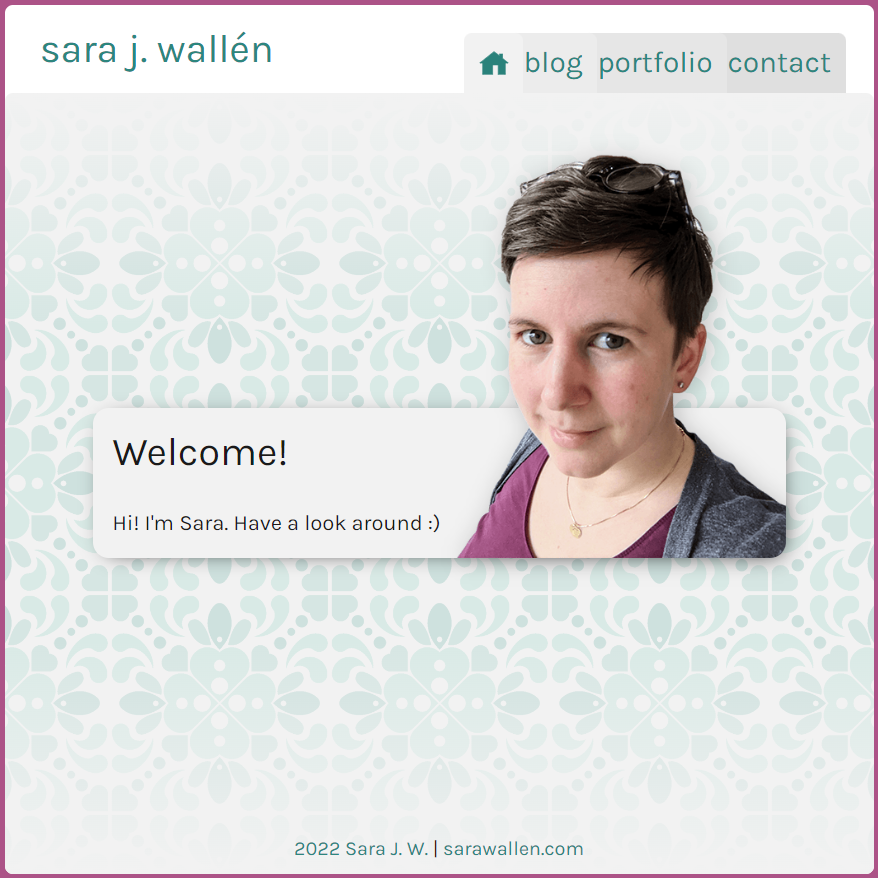 sara j. wallén
blog portfolio contact
Welcome!
Hi! I'm Sara. Have a look around :)
2022 Sara J. W. | sarawallen.com